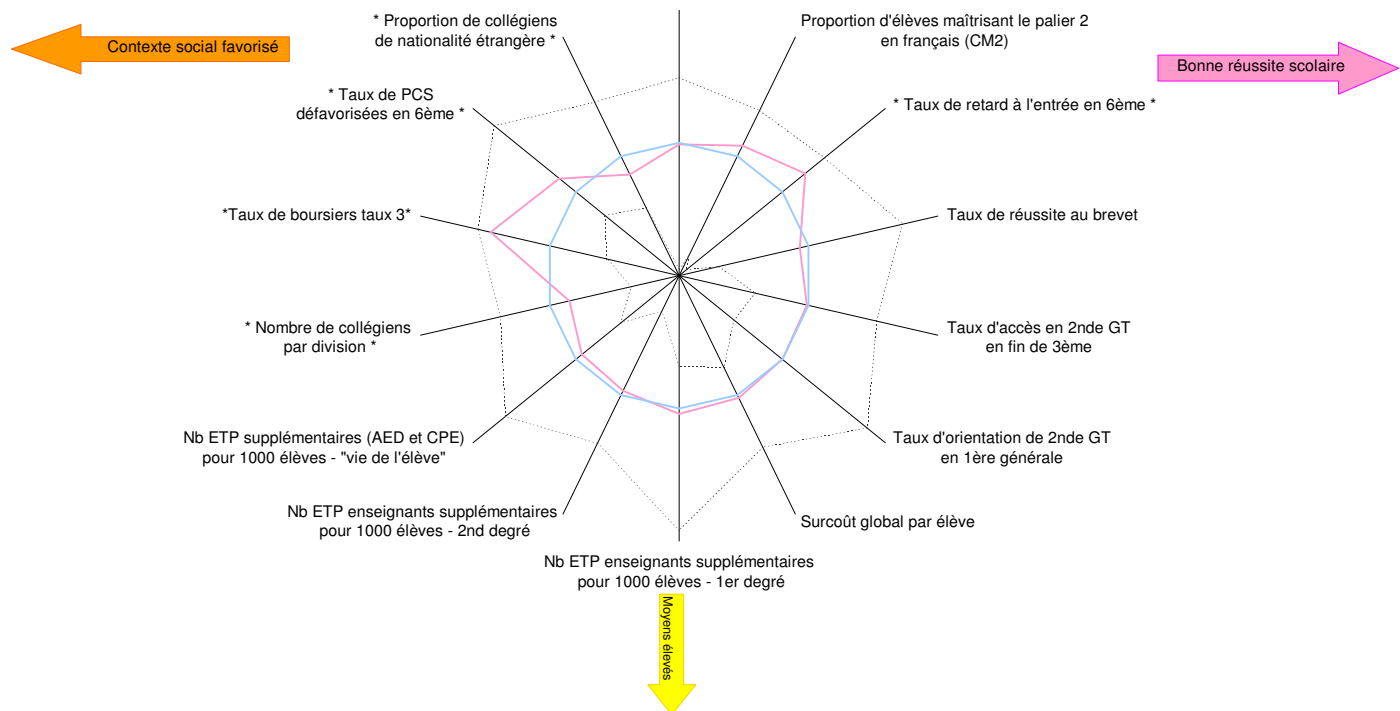 * Proportion de collégiens
de nationalité étrangère *
Proportion d'élèves maîtrisant le palier 2
en français (CM2)
Contexte social favorisé
Bonne réussite scolaire
* Taux de PCS
défavorisées en 6ème *
* Taux de retard à l'entrée en 6ème *
*Taux de boursiers taux 3*
Taux de réussite au brevet
* Nombre de collégiens
par division *
Taux d'accès en 2nde GT
en fin de 3ème
Nb ETP supplémentaires (AED et CPE)
pour 1000 élèves - "vie de l'élève"
Taux d'orientation de 2nde GT
en 1ère générale
Nb ETP enseignants supplémentaires
pour 1000 élèves - 2nd degré
Surcoût global par élève
Nb ETP enseignants supplémentaires
pour 1000 élèves - 1er degré
Moyens élevés